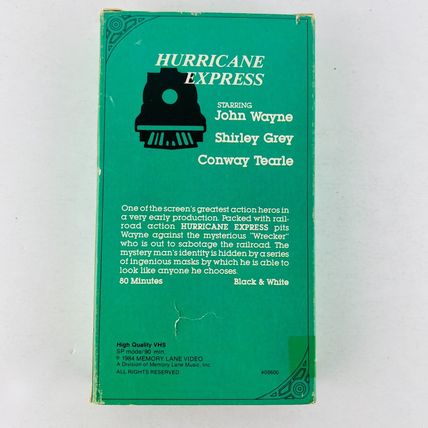 HURRICANE
EXPRESS
STARRING
John Wayne
Shirley Grey
Conway Tearle
One of the screen's greatest action heros in
a very early production. Packed with rail-
road action HURRICANE EXPRESS pits
Wayne against the mysterious "Wrecker"
who is out to sabotage the railroad. The
mystery man's identity is hidden by a series
of ingenious masks by which he is able to
look like anyone he chooses.
80 Minutes Black & White
High Quality VHS
SP mode/90 min.
® 1984 MEMORY LANE VIDEO
A Division of Memory Lane Music, Inc.
ALL RIGHTS RESERVED